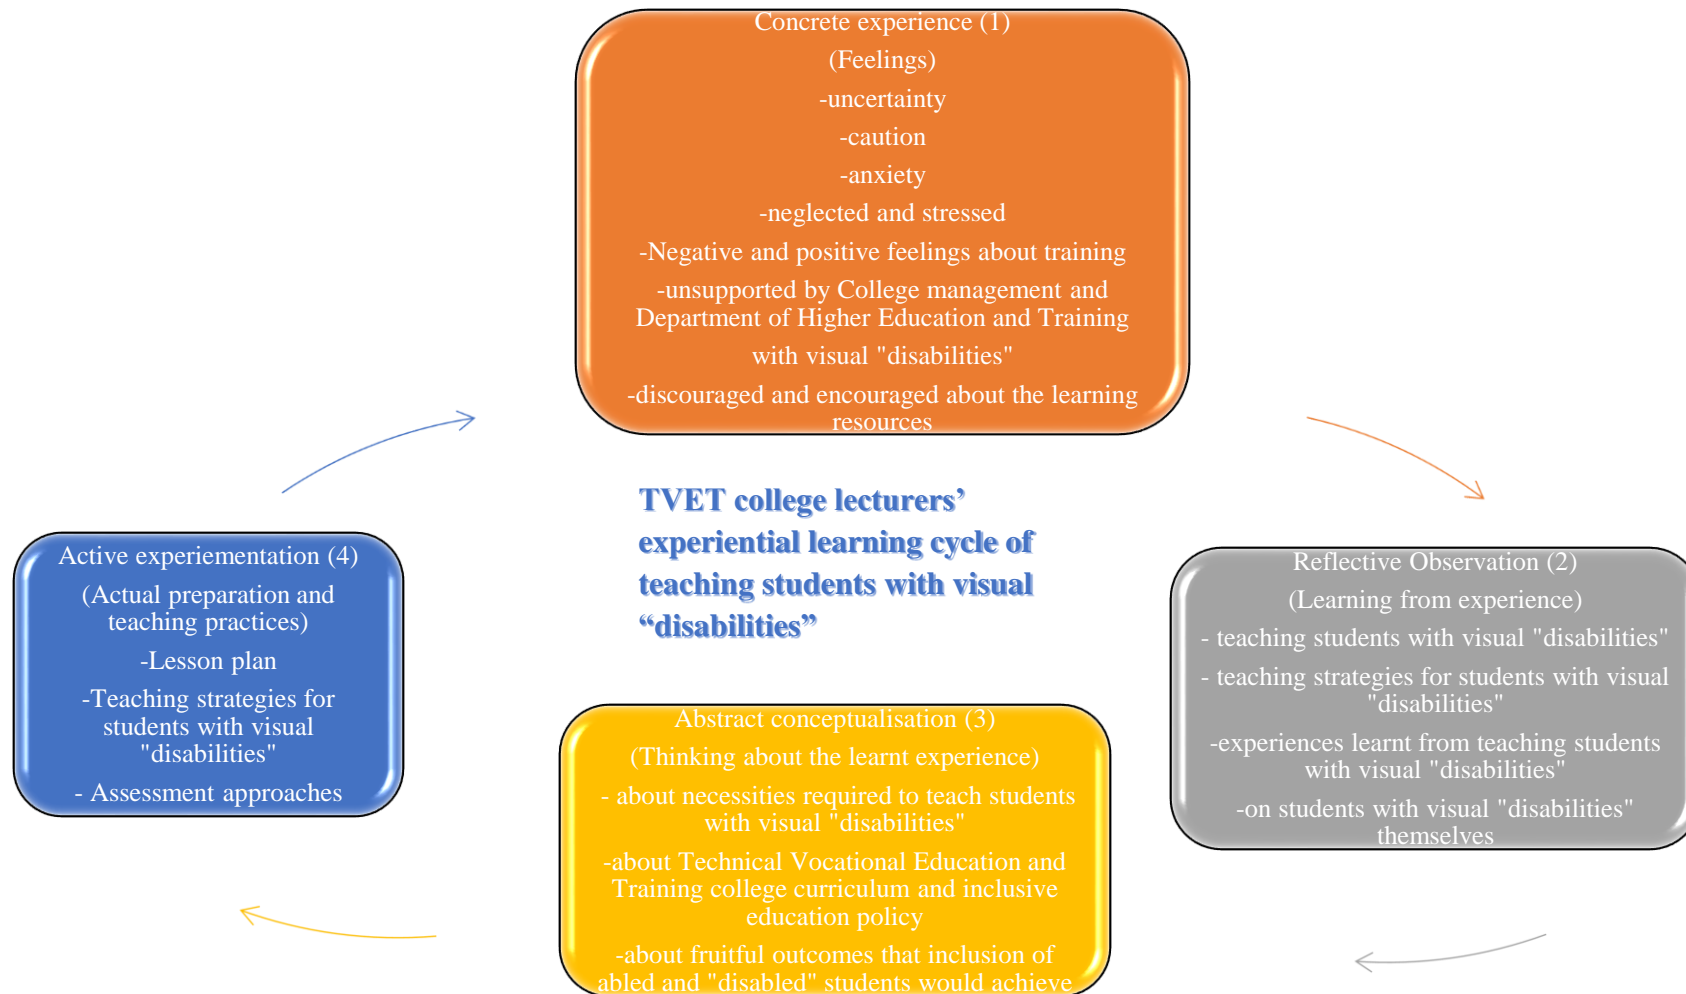 Concrete experience (1)
(Feelings)
-uncertainty
-caution
-anxiety
-neglected and stressed
-Negative and positive feelings about training
-unsupported by College management and
Department of Higher Education and Training
with visual "disabilities"
-discouraged and encouraged about the learning
resources
TVET college lecturers’
experiential learning cycle of
teaching students with visual
“disabilities”
Reflective Observation (2)
(Learning from experience)
- teaching students with visual "disabilities"
- teaching strategies for students with visual
"disabilities"
-experiences learnt from teaching students
with visual "disabilities"
-on students with visual "disabilities"
themselves
Abstract conceptualisation (3)
(Thinking about the learnt experience)
- about necessities required to teach students
with visual "disabilities"
-about Technical Vocational Education and
Training college curriculum and inclusive
education policy
-about fruitful outcomes that inclusion of
abled and "disabled" students would achieve
Active experiementation (4)
(Actual preparation and
teaching practices)
-Lesson plan
-Teaching strategies for
students with visual
"disabilities"
- Assessment approaches